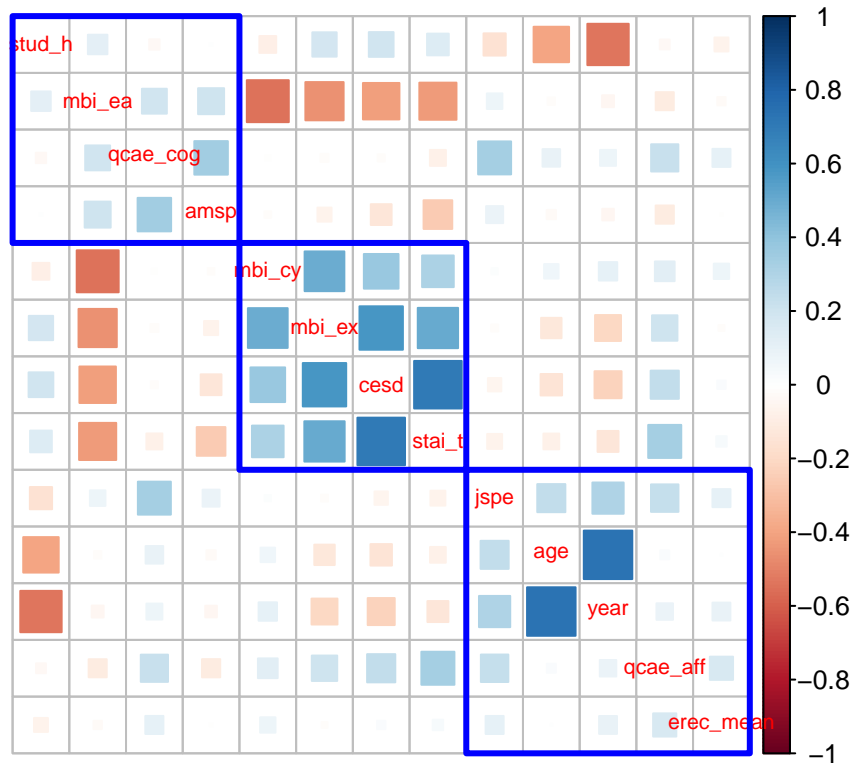 stud_h
mbi_ea
qcae_cog
amsp
mbi_cy
mbi_ex
cesd
stai_t
jspe
age
year
qcae_aff
erec_mean
1
0.8
0.6
0.4
0.2
0
−0.2
−0.4
−0.6
−0.8
−1